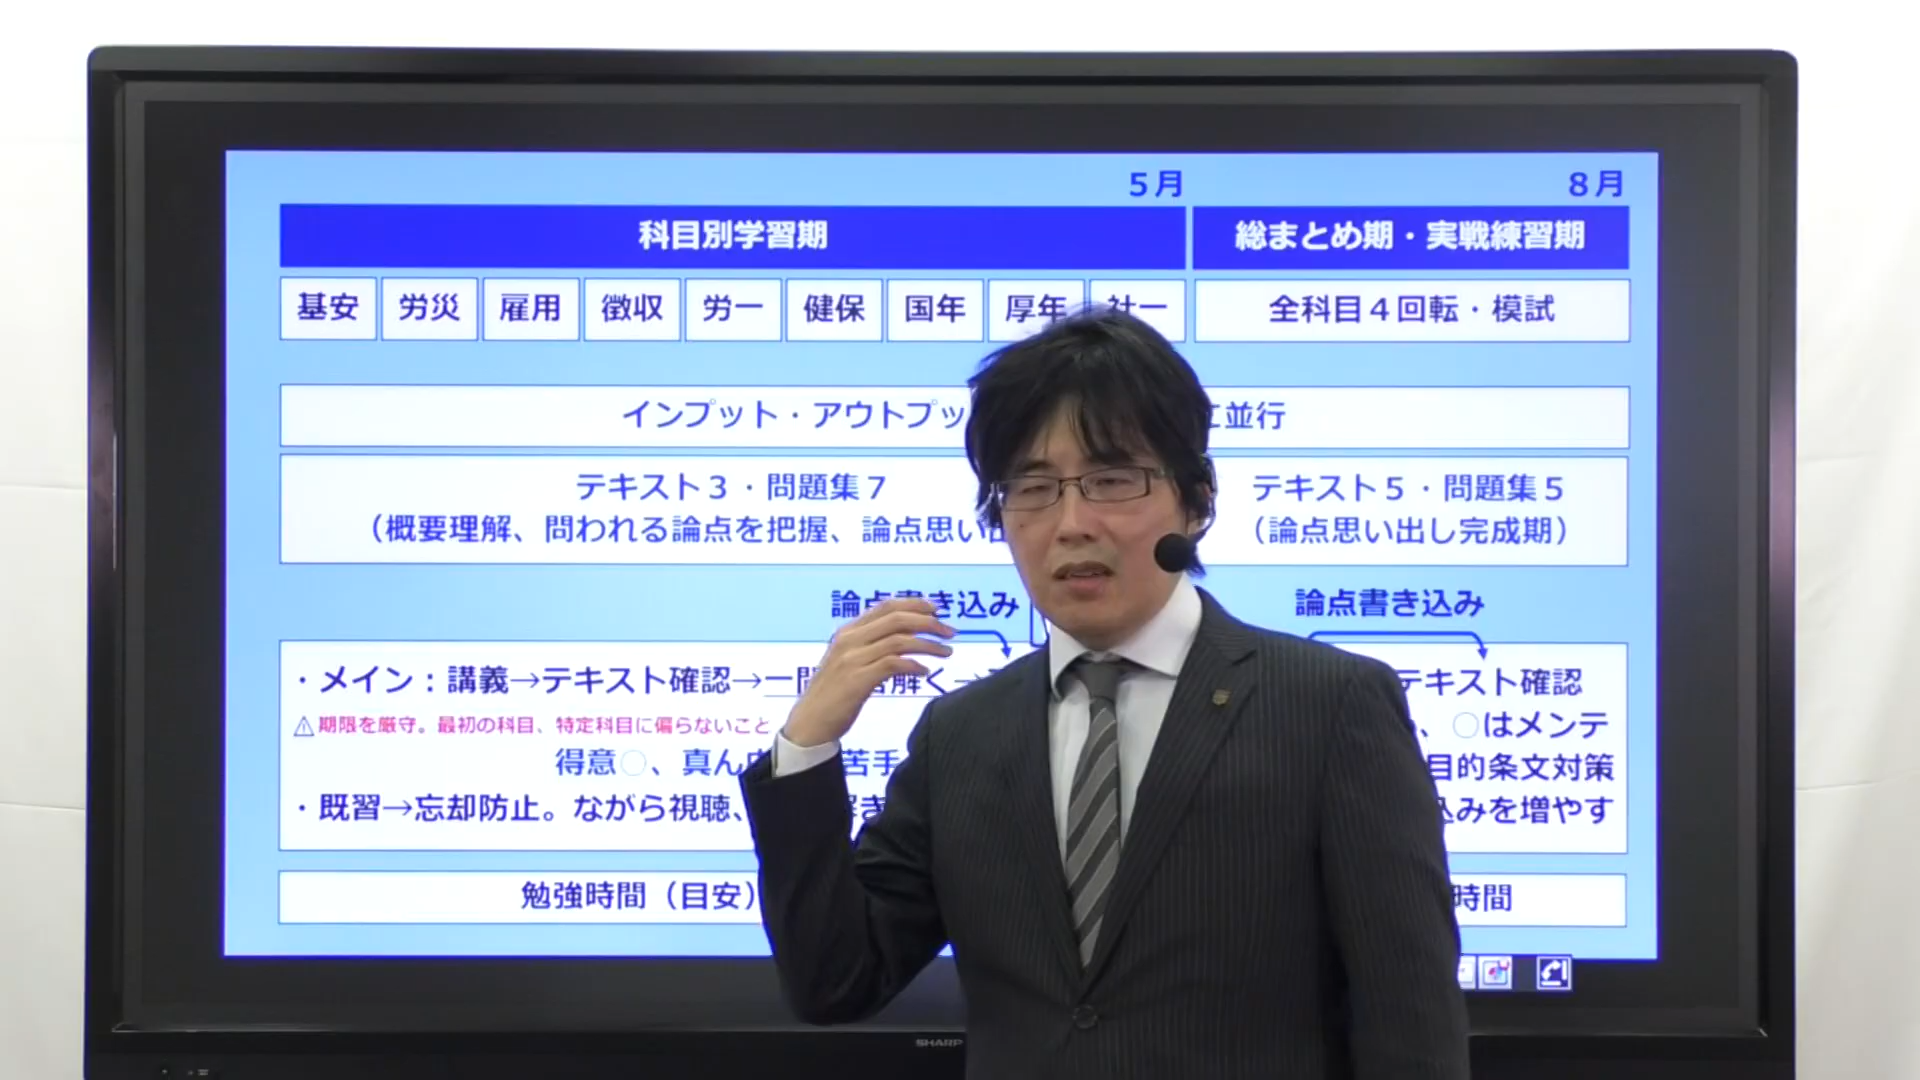 ５月
８月
科目別学習期
総まとめ期・実戦練習期
基安
労災
雇用
徴収
労一
健保
国年
厚年
社一
全科目４回転・模試
インプット・アウトプッ
並行
テキスト３・問題集７
（概要理解、問われる論点を把握、論点思い
テキスト５・問題集５
（論点思い出し完成期）
論点書き込み
論点書き込み
・メイン：講義→テキスト確認→一問 解く→
テキスト確認
⚠期限を厳守。最初の科目、特定科目に偏らないこと
、○はメンテ
得意○、真ん 苦手
目的条文対策
・既習→忘却防止。ながら視聴、
込みを増やす
勉強時間（目安）
時間
SHARP